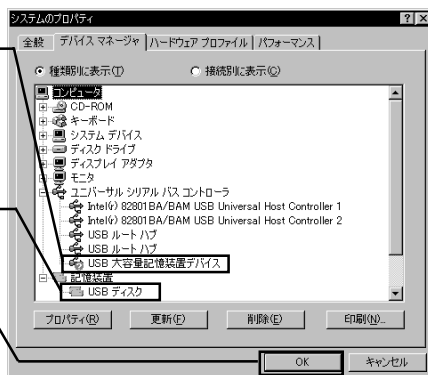 システムのプロパティ
全般 デバイス マネージャ ハードウェア プロファイル パフォーマンス
種類別に表示(T) 接続別に表示(C)
コンピュータ
CD-ROM
キーボード
システム デバイス
ディスク ドライブ
ディスプレイ アダプタ
モニタ
ユニバーサル シリアル バス コントローラ
Intel(r) 82801BA/BAM USB Universal Host Controller 1
Intel(r) 82801BA/BAM USB Universal Host Controller 2
USB ルート ハブ
USB ルート ハブ
USB 大容量記憶装置デバイス
記憶装置
USB ディスク
プロパティ(R) 更新(F) 削除(E) 印刷(N)...
OK キャンセル